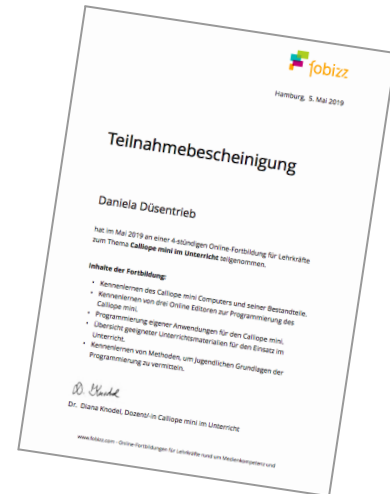 fobizz
Hamburg, 5. Mai 2019
Teilnahmebescheinigung
Daniela Düsentrieb
hat im Mai 2019 an einer 4-stündigen Online-Fortbildung für Lehrkräfte
zum Thema Calliope mini im Unterricht teilgenommen.
Inhalte der Fortbildung:
• Kennenlernen des Calliope mini Computers und seiner Bestandteile.
• Kennenlernen von drei Online Editoren zur Programmierung des
Calliope mini.
• Programmierung eigener Anwendungen für den Calliope mini.
• Übersicht geeigneter Unterrichtsmaterialien für den Einsatz im
Unterricht.
• Kennenlernen von Methoden, um Jugendlichen Grundlagen der
Programmierung zu vermitteln.
D. Knodel
Dr. Diana Knodel, Dozent/-in Calliope mini im Unterricht
www.fobizz.com - Online-Fortbildungen für Lehrkräfte rund um Medienkompetenz und